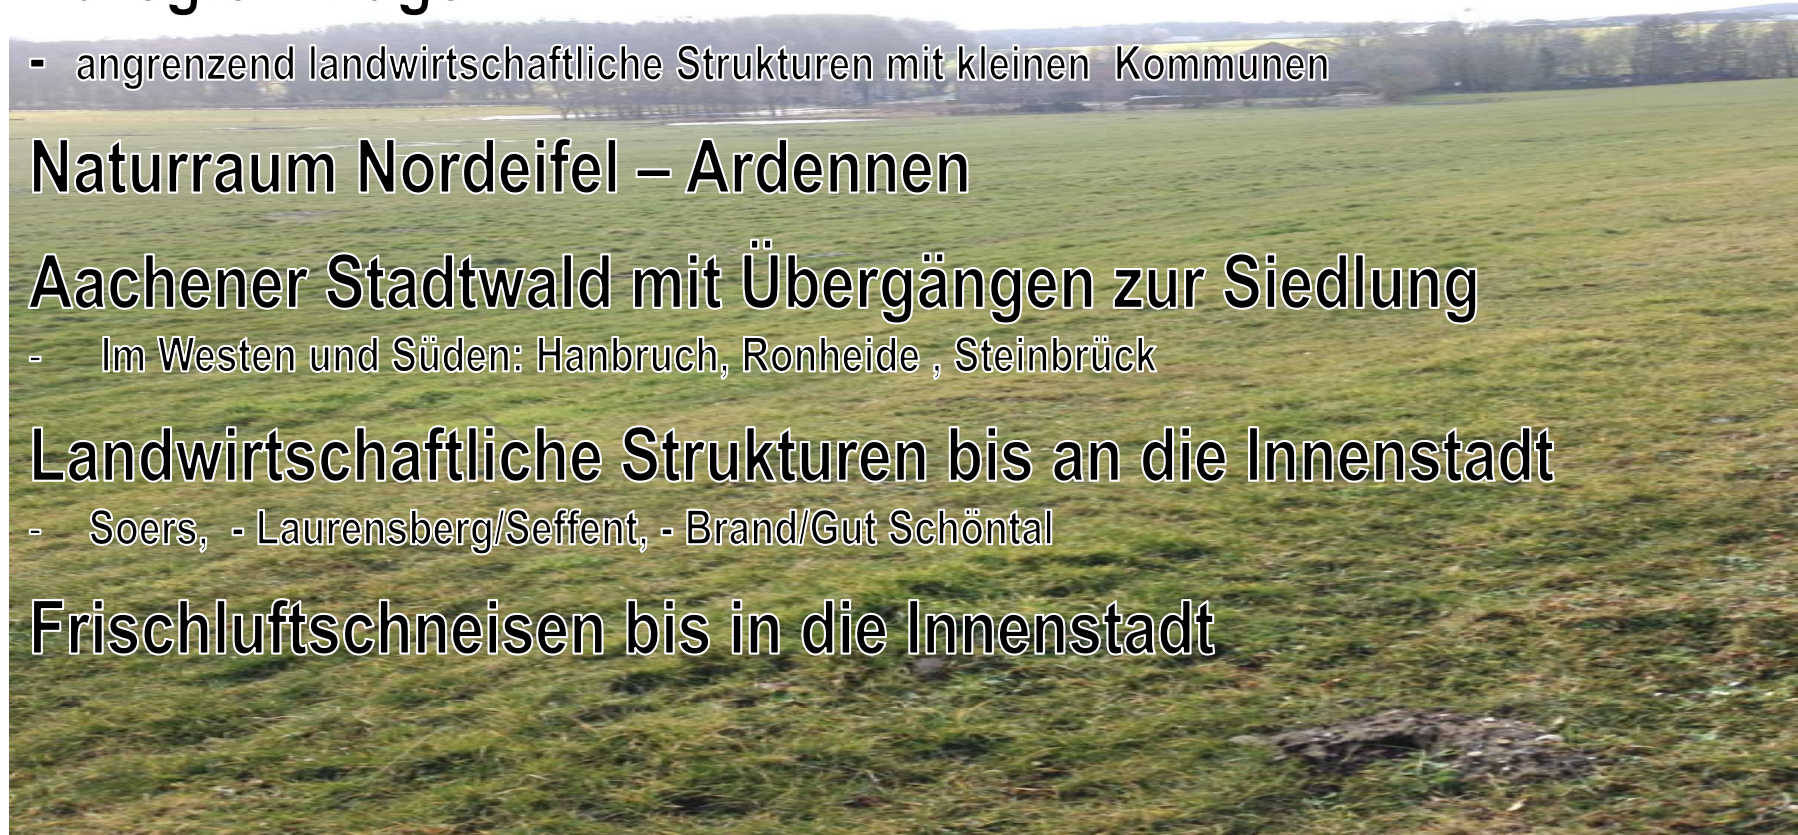 - angrenzend landwirtschaftliche Strukturen mit kleinen Kommunen
Naturraum Nordeifel – Ardennen
Aachener Stadtwald mit Übergängen zur Siedlung
- Im Westen und Süden: Hanbruch, Ronheide , Steinbrück
Landwirtschaftliche Strukturen bis an die Innenstadt
- Soers, - Laurensberg/Seffent, - Brand/Gut Schöntal
Frischluftschneisen bis in die Innenstadt